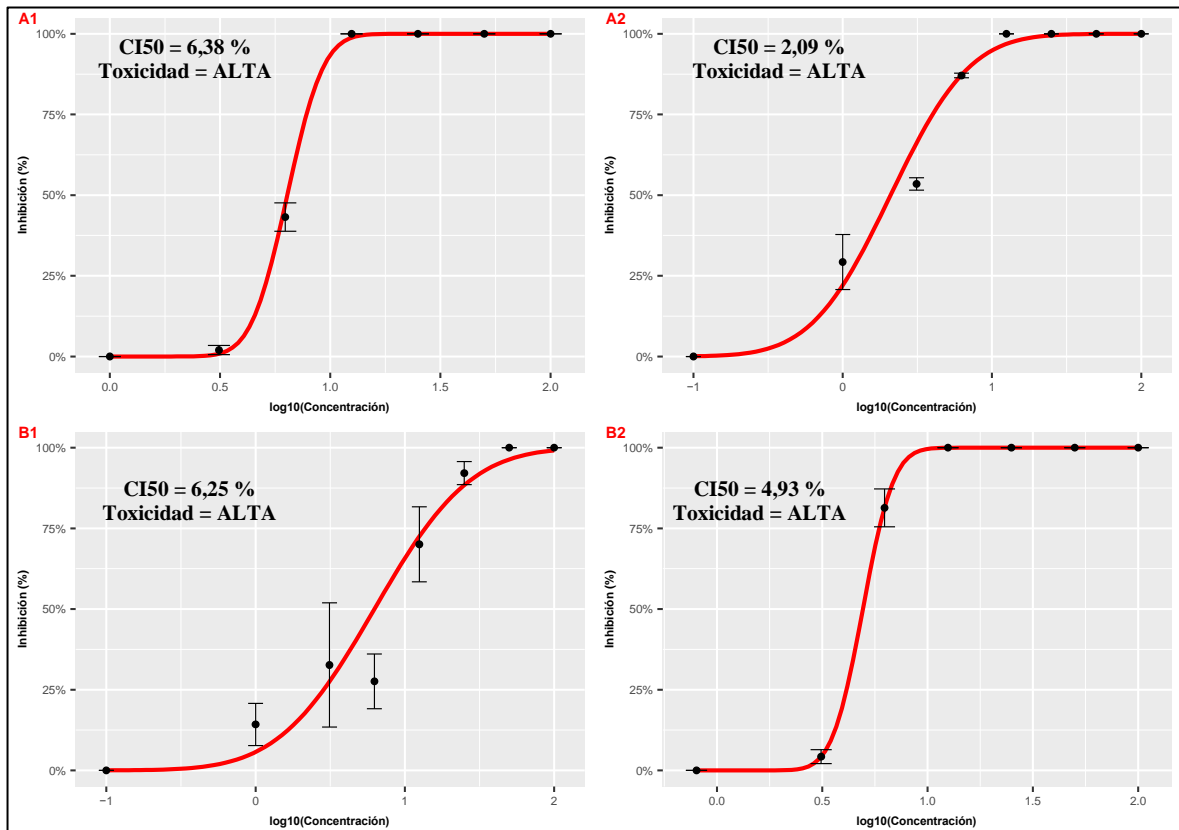 A1
CI50 = 6,38 %
Toxicidad = ALTA
100%
75%
50%
25%
0%
Inhibición (%)
0.0
0.5
1.0
1.5
2.0
log10(Concentración)
A2
CI50 = 2,09 %
Toxicidad = ALTA
100%
75%
50%
25%
0%
Inhibición (%)
−1
0
1
2
log10(Concentración)
B1
CI50 = 6,25 %
Toxicidad = ALTA
100%
75%
50%
25%
0%
Inhibición (%)
−1
0
1
2
log10(Concentración)
B2
CI50 = 4,93 %
Toxicidad = ALTA
100%
75%
50%
25%
0%
Inhibición (%)
0.0
0.5
1.0
1.5
2.0
log10(Concentración)